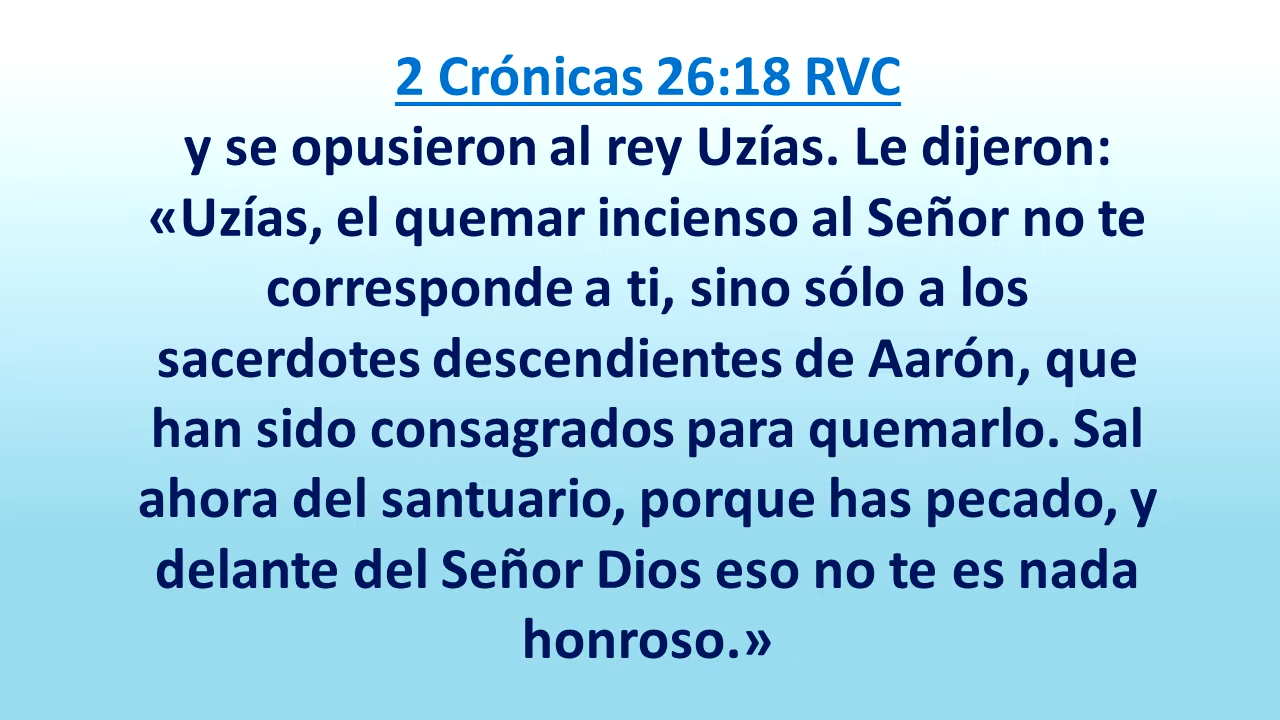 2 Crónicas 26:18 RVC
y se opusieron al rey Uzías. Le dijeron:
«Uzías, el quemar incienso al Señor no te
corresponde a ti, sino sólo a los
sacerdotes descendientes de Aarón, que
han sido consagrados para quemarlo. Sal
ahora del santuario, porque has pecado, y
delante del Señor Dios eso no te es nada
honroso.»